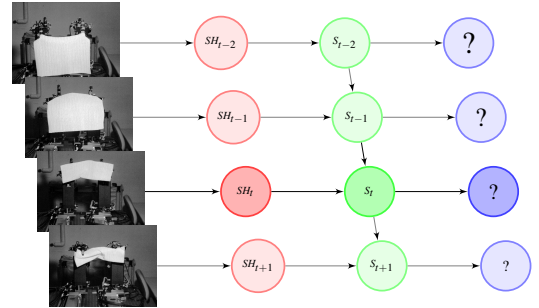 SH_{t−2} S_{t−2} ?
SH_{t−1} S_{t−1} ?
SH_t S_t ?
SH_{t+1} S_{t+1} ?